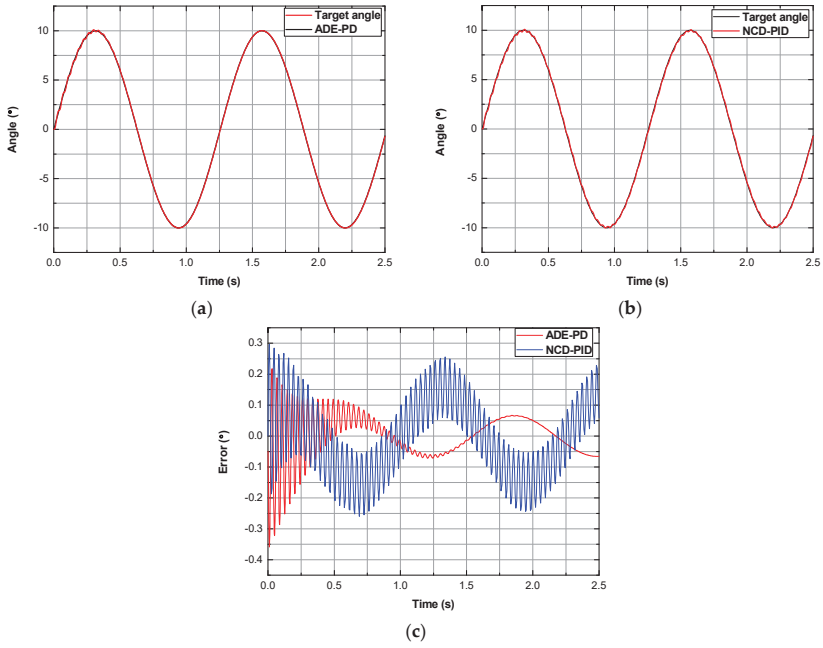 Target angle
ADE-PD
10
5
0
-5
-10
Angle (°)
0.0 0.5 1.0 1.5 2.0 2.5
Time (s)
(a)
Target angle
NCD-PID
10
5
0
-5
-10
Angle (°)
0.0 0.5 1.0 1.5 2.0 2.5
Time (s)
(b)
ADE-PD
NCD-PID
0.3
0.2
0.1
0.0
-0.1
-0.2
-0.3
-0.4
Error (°)
0.0 0.5 1.0 1.5 2.0 2.5
Time (s)
(c)